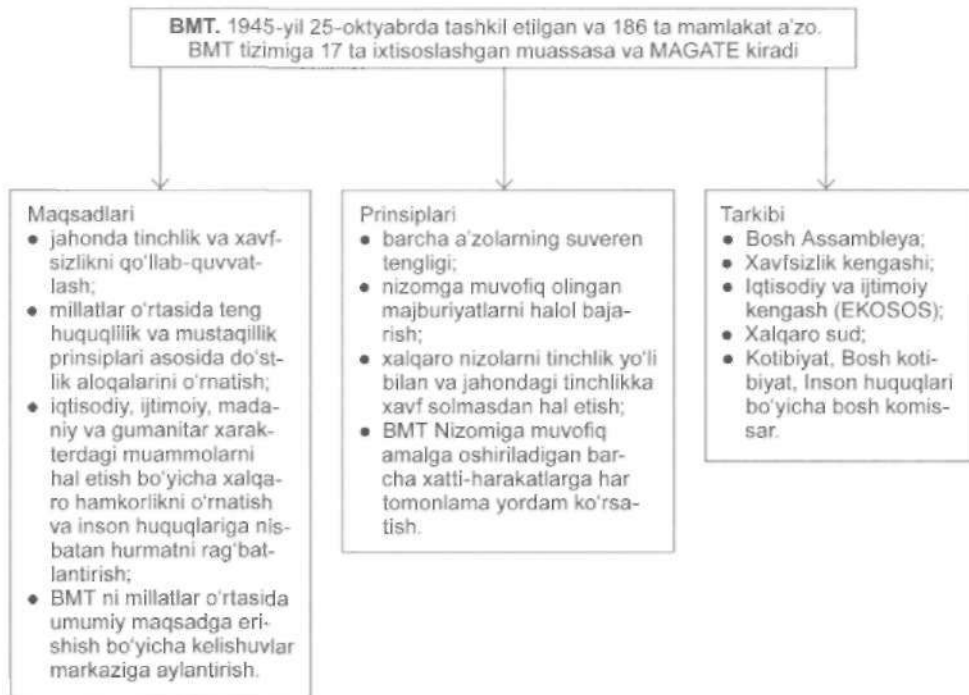 BMT. 1945-yil 25-oktyabrda tashkil etilgan va 186 ta mamlakat a'zo.
BMT tizimiga 17 ta ixtisoslashgan muassasa va MAGATE kiradi
Maqsadlari
● jahonda tinchlik va xavf-
sizlikni qo'llab-quvvat-
lash;
● millatlar o'rtasida teng
huquqlilik va mustaqillik
prinsiplari asosida do'st-
lik aloqalarini o'rnatish;
● iqtisodiy, ijtimoiy, mada-
niy va gumanitar xarak-
terdagi muammolarni
hal etish bo'yicha xalqa-
ro hamkorlikni o'rnatish
va inson huquqlariga nis-
batan hurmatni rag'bat-
lantirish;
● BMT ni millatlar o'rtasida
umumiy maqsadga eri-
shish bo'yicha kelishuvlar
markaziga aylantirish.
Prinsiplari
● barcha a'zolarning suveren
tengligi;
● nizomga muvofiq olingan
majburiyatlarni halol baja-
rish;
● xalqaro nizolarni tinchlik yo'li
bilan va jahondagi tinchlikka
xavf solmasdan hal etish;
● BMT Nizomiga muvofiq
amalga oshiriladigan bar-
cha xatti-harakatlarga har
tomonlama yordam ko'rsa-
tish.
Tarkibi
● Bosh Assambleya;
● Xavfsizlik kengashi;
● Iqtisodiy va ijtimoiy
kengash (EKOSOS);
● Xalqaro sud;
● Kotibiyat, Bosh koti-
biyat, Inson huquqlari
bo'yicha bosh komis-
sar.